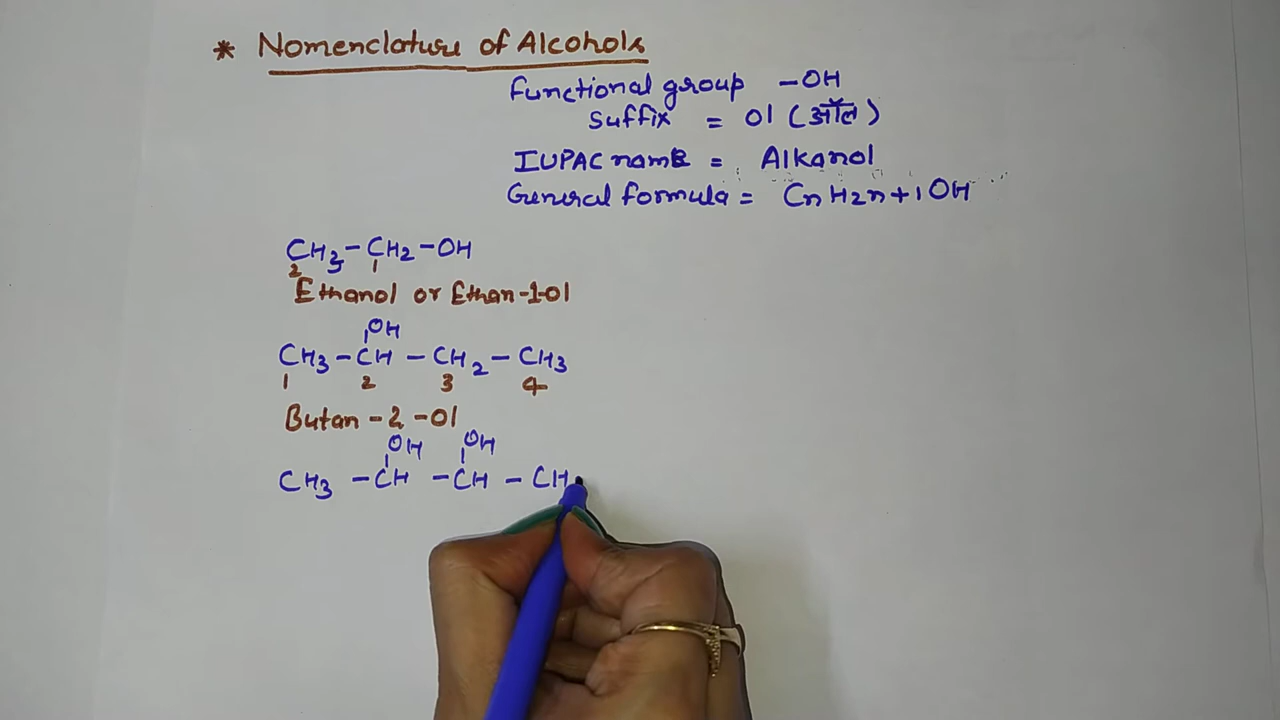 * Nomenclature of Alcohols
Functional group -OH
Suffix = ol (ऑल)
IUPAC name = Alkanol
General formula = CnH2n+1OH
CH3-CH2-OH
2 1
Ethanol or Ethan-1-ol
OH
CH3-CH-CH2-CH3
1 2 3 4
Butan-2-ol
OH OH
CH3-CH-CH-CH